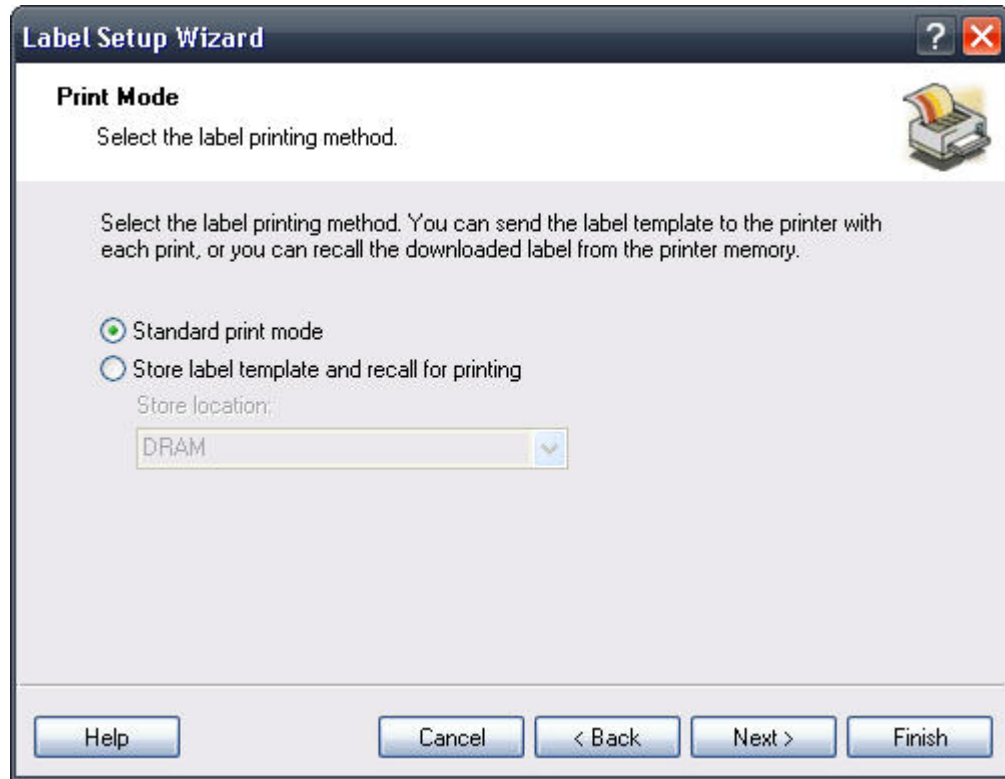 Label Setup Wizard
?
Print Mode
Select the label printing method.
Select the label printing method. You can send the label template to the printer with
each print, or you can recall the downloaded label from the printer memory.
Standard print mode
Store label template and recall for printing
Store location:
DRAM
Help
Cancel
< Back
Next >
Finish